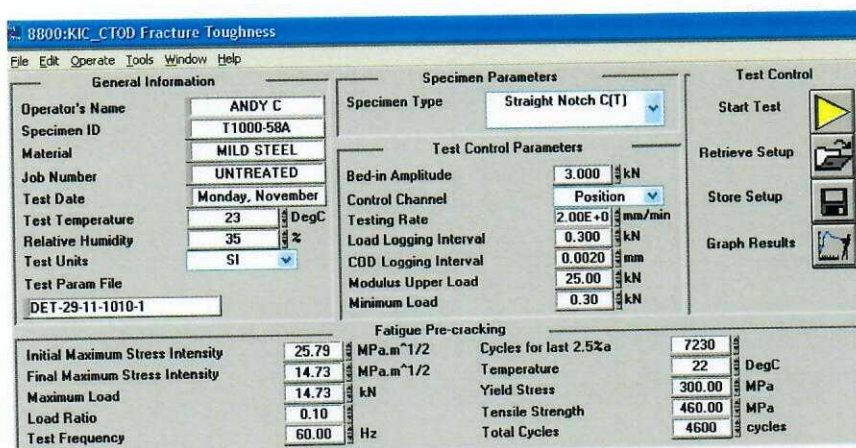 8800:KIC_CTOD Fracture Toughness
File Edit Operate Tools Window Help
General Information
Operator's Name ANDY C
Specimen ID T1000-58A
Material MILD STEEL
Job Number UNTREATED
Test Date Monday, November
Test Temperature 23 DegC
Relative Humidity 35 %
Test Units SI
Test Param File
DET-29-11-1010-1
Specimen Parameters
Specimen Type Straight Notch C(T)
Test Control Parameters
Bed-in Amplitude 3.000 kN
Control Channel Position
Testing Rate 2.00E+0 mm/min
Load Logging Interval 0.300 kN
COD Logging Interval 0.0020 mm
Modulus Upper Load 25.00 kN
Minimum Load 0.30 kN
Test Control
Start Test
Retrieve Setup
Store Setup
Graph Results
Fatigue Pre-cracking
Initial Maximum Stress Intensity 25.79 MPa.m^1/2
Final Maximum Stress Intensity 14.73 MPa.m^1/2
Maximum Load 14.73 kN
Load Ratio 0.10
Test Frequency 60.00 Hz
Cycles for last 2.5%a 7230
Temperature 22 DegC
Yield Stress 300.00 MPa
Tensile Strength 460.00 MPa
Total Cycles 4600 cycles